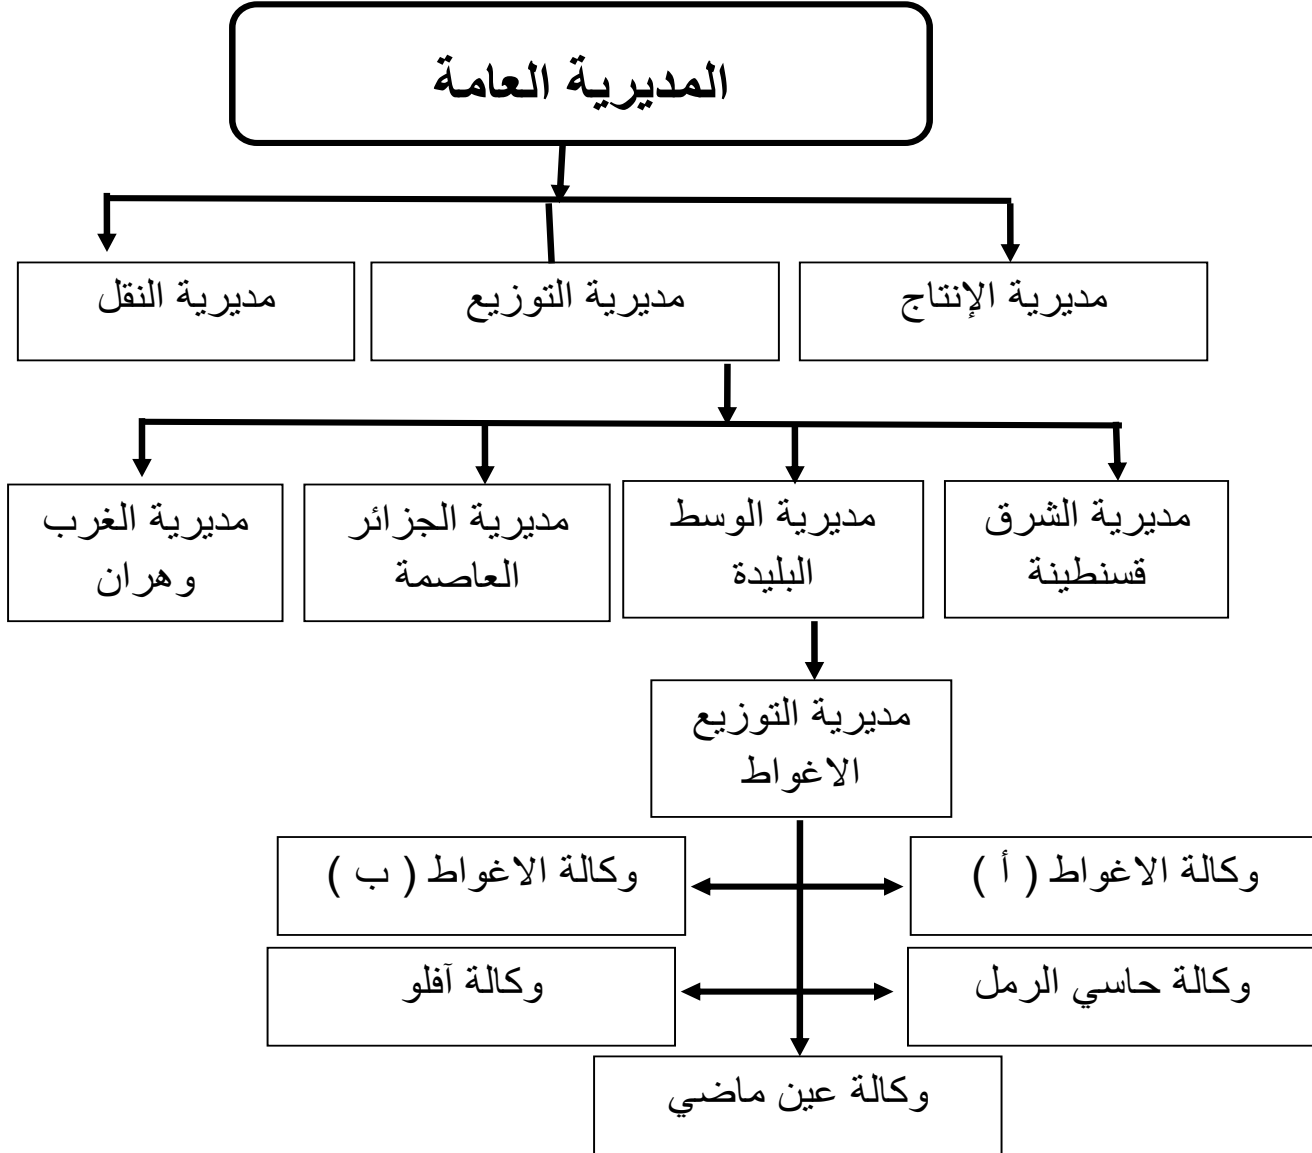 المديرية العامة
مديرية الإنتاج
مديرية التوزيع
مديرية النقل
مديرية الشرق
قسنطينة
مديرية الوسط
البليدة
مديرية الجزائر
العاصمة
مديرية الغرب
وهران
مديرية التوزيع
الاغواط
وكالة الاغواط ( أ )
وكالة الاغواط ( ب )
وكالة حاسي الرمل
وكالة آفلو
وكالة عين ماضي